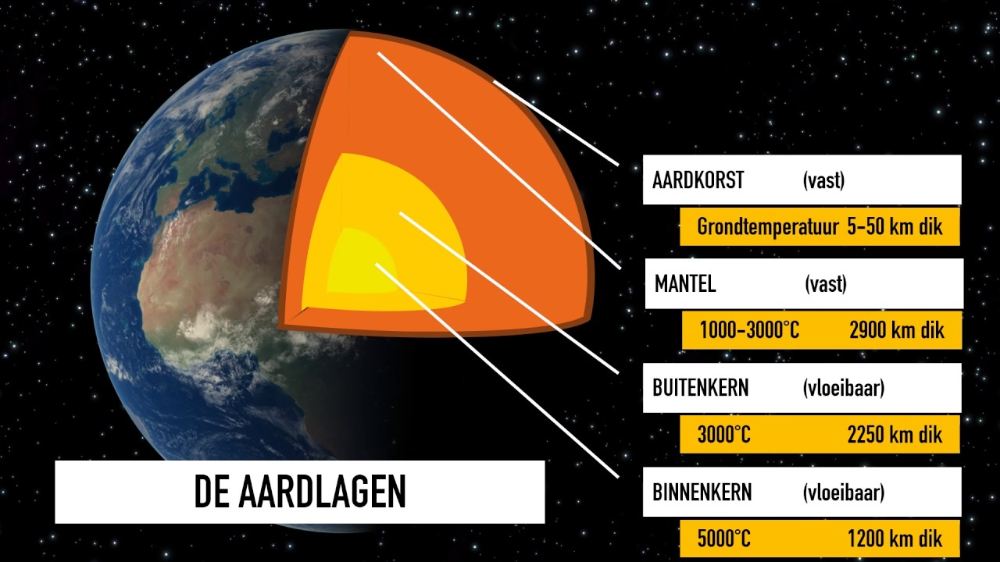 AARDKORST (vast)
Grondtemperatuur 5-50 km dik
MANTEL (vast)
1000-3000°C 2900 km dik
BUITENKERN (vloeibaar)
3000°C 2250 km dik
BINNENKERN (vloeibaar)
5000°C 1200 km dik
DE AARDLAGEN